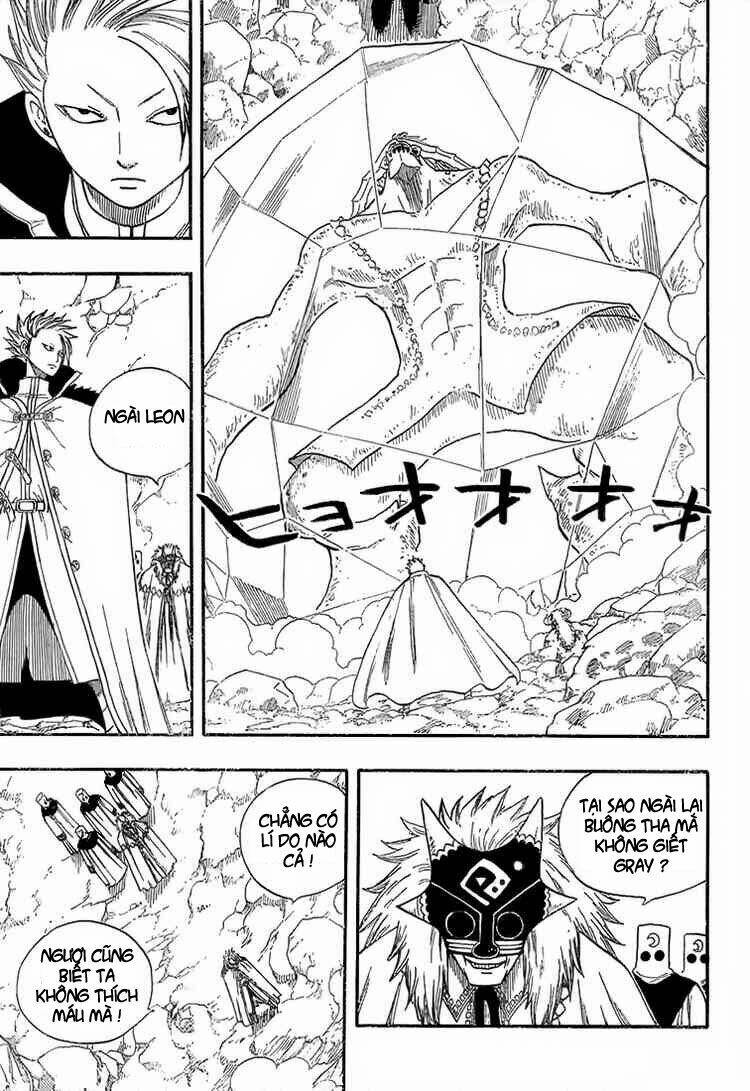 ヒョオオオオ
NGÀI LEON
TẠI SAO NGÀI LẠI
BUÔNG THA MÀ
KHÔNG GIẾT
GRAY ?
CHẲNG CÓ
LÍ DO NÀO
CẢ !
NGƯƠI CŨNG
BIẾT TA
KHÔNG THÍCH
MÁU MÀ !